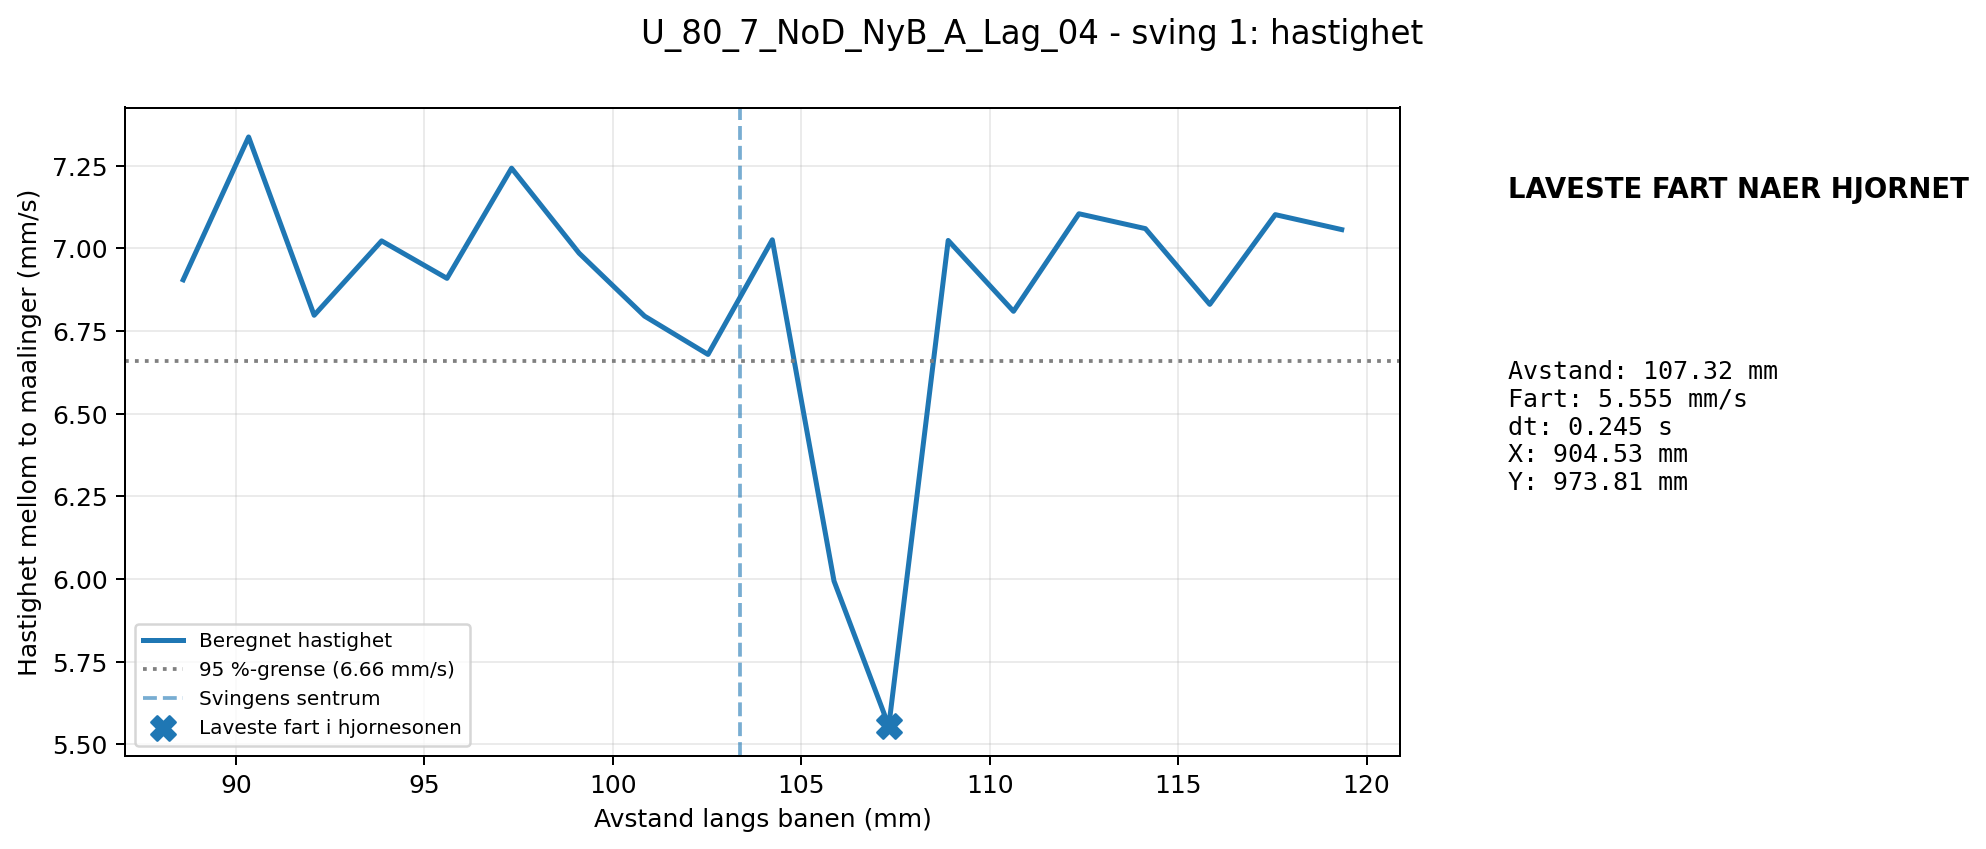 U_80_7_NoD_NyB_A_Lag_04 - sving 1: hastighet
Hastighet mellom to maalinger (mm/s)
7.25
7.00
6.75
6.50
6.25
6.00
5.75
5.50
Beregnet hastighet
95 %-grense (6.66 mm/s)
Svingens sentrum
Laveste fart i hjornesonen
90
95
100
105
110
115
120
Avstand langs banen (mm)
LAVESTE FART NAER HJORNET
Avstand: 107.32 mm
Fart: 5.555 mm/s
dt: 0.245 s
X: 904.53 mm
Y: 973.81 mm